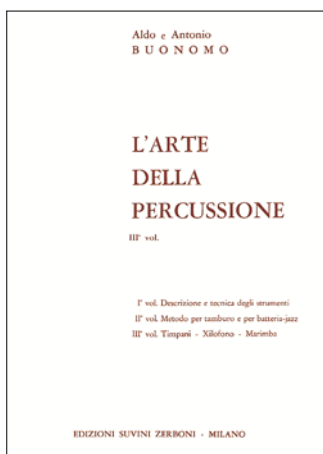 Aldo e Antonio
BUONOMO
L'ARTE
DELLA
PERCUSSIONE
III° vol.
I° vol. Descrizione e tecnica degli strumenti
II° vol. Metodo per tamburo e per batteria-jazz
III° vol. Timpani - Xilofono - Marimba
EDIZIONI SUVINI ZERBONI - MILANO